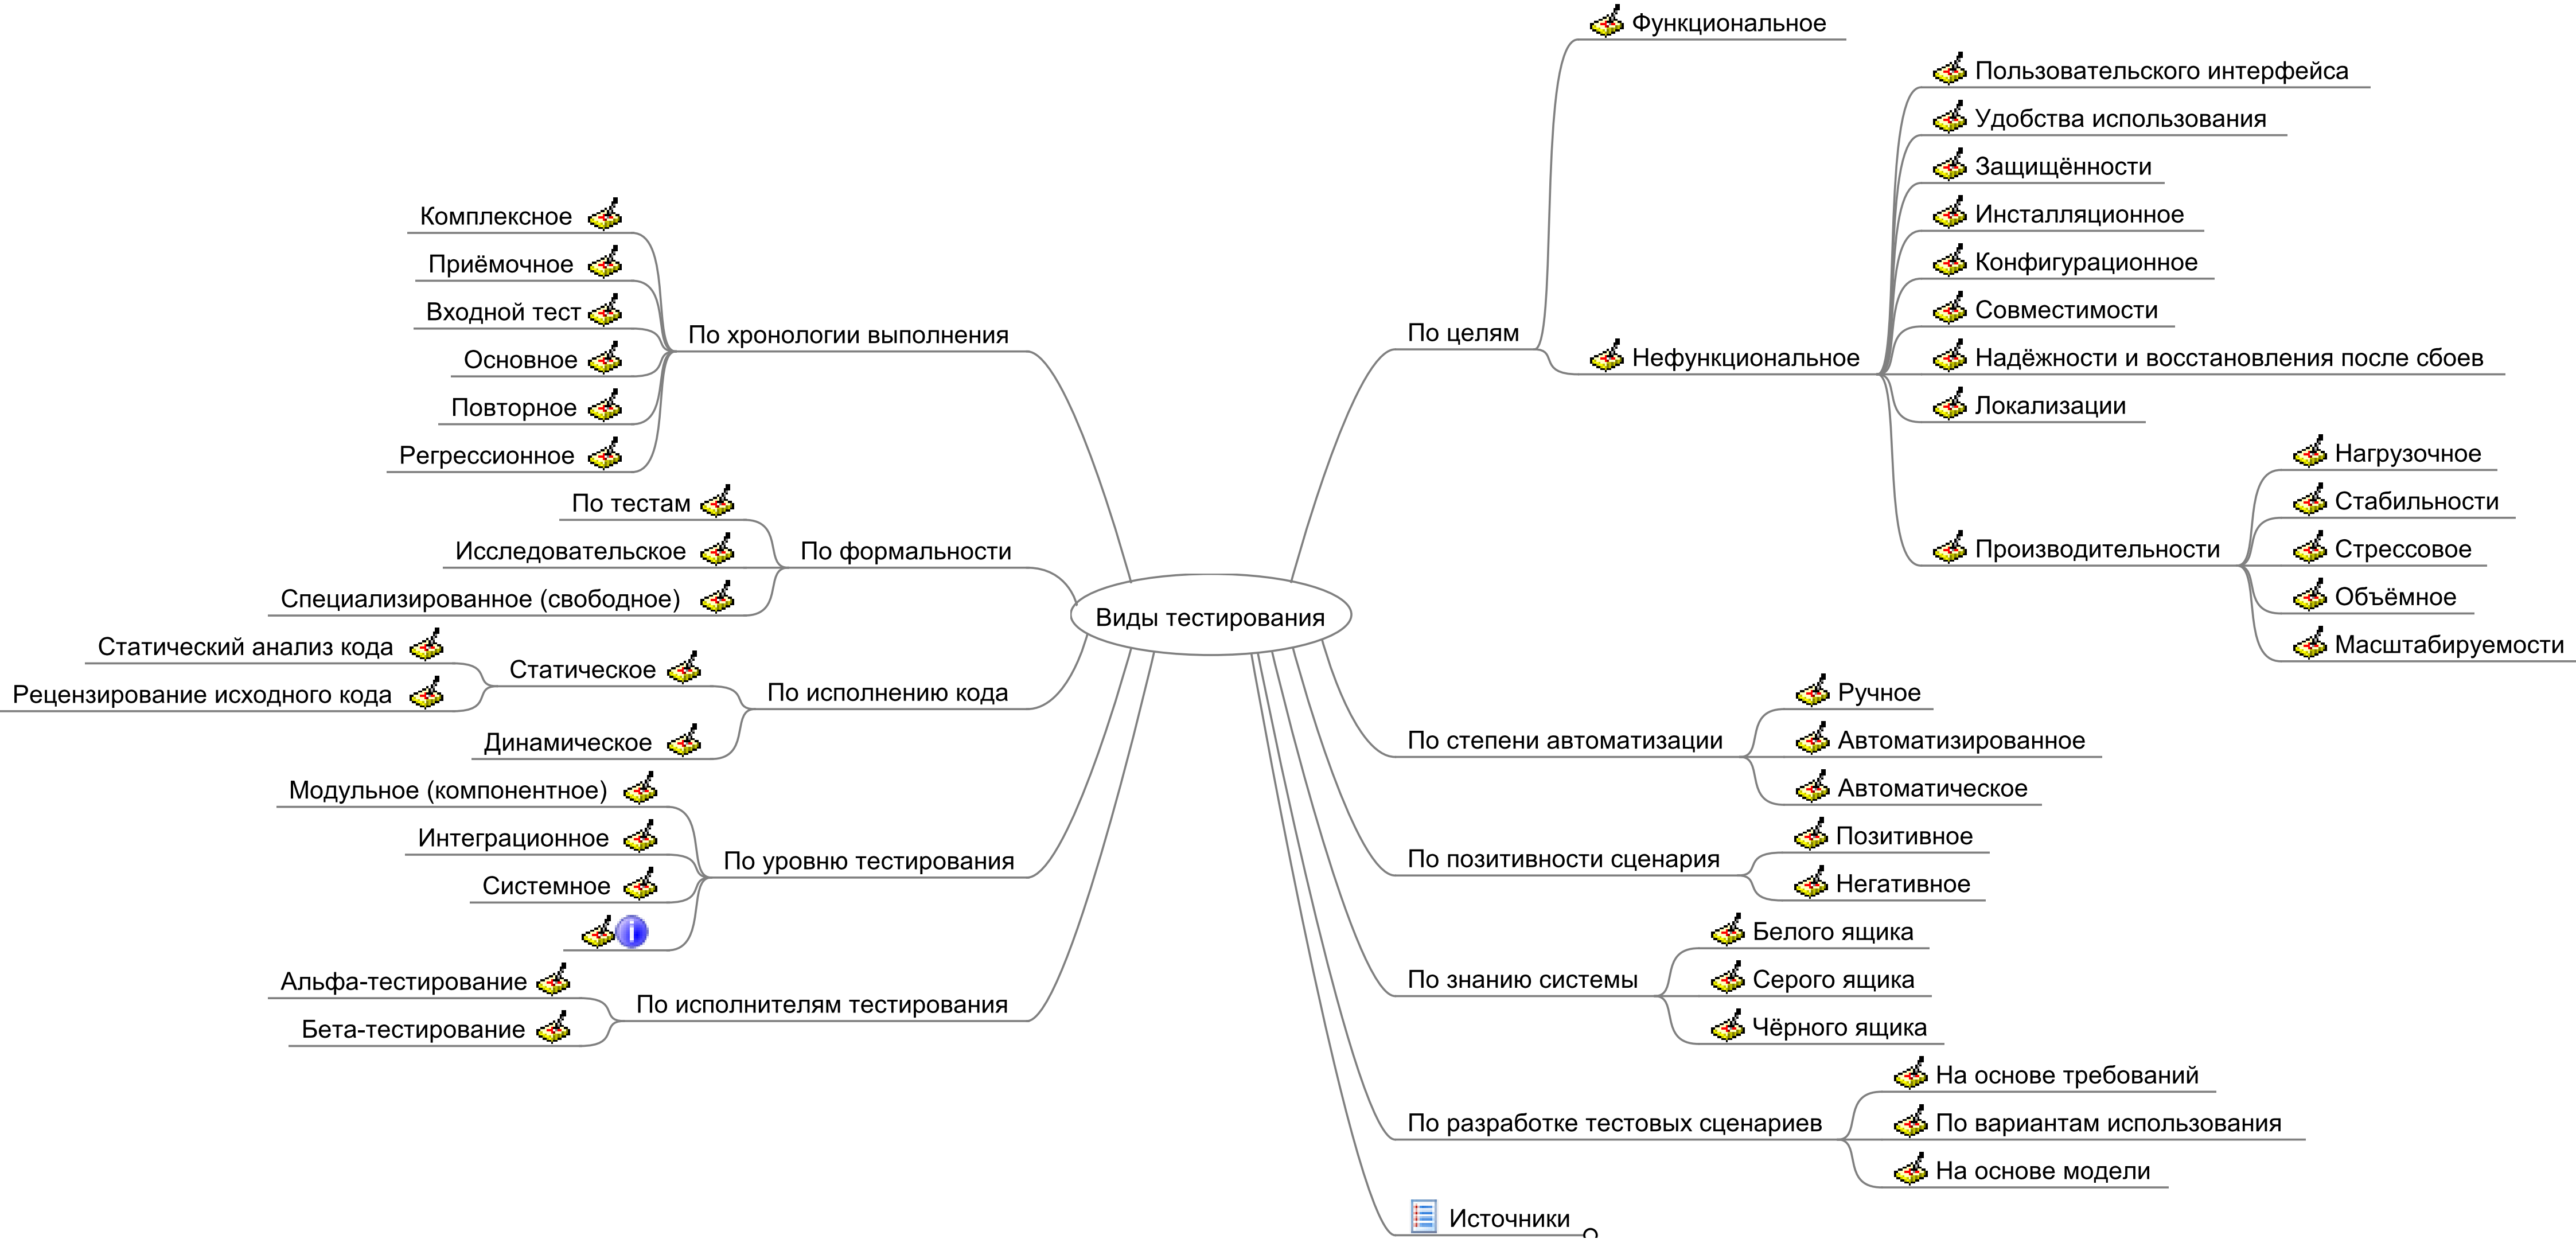 Виды тестирования
По целям
Функциональное
Нефункциональное
Пользовательского интерфейса
Удобства использования
Защищённости
Инсталляционное
Конфигурационное
Совместимости
Надёжности и восстановления после сбоев
Локализации
Производительности
Нагрузочное
Стабильности
Стрессовое
Объёмное
Масштабируемости
По степени автоматизации
Ручное
Автоматизированное
Автоматическое
По позитивности сценария
Позитивное
Негативное
По знанию системы
Белого ящика
Серого ящика
Чёрного ящика
По разработке тестовых сценариев
На основе требований
По вариантам использования
На основе модели
Источники
По хронологии выполнения
Комплексное
Приёмочное
Входной тест
Основное
Повторное
Регрессионное
По формальности
По тестам
Исследовательское
Специализированное (свободное)
По исполнению кода
Статическое
Статический анализ кода
Рецензирование исходного кода
Динамическое
По уровню тестирования
Модульное (компонентное)
Интеграционное
Системное
По исполнителям тестирования
Альфа-тестирование
Бета-тестирование